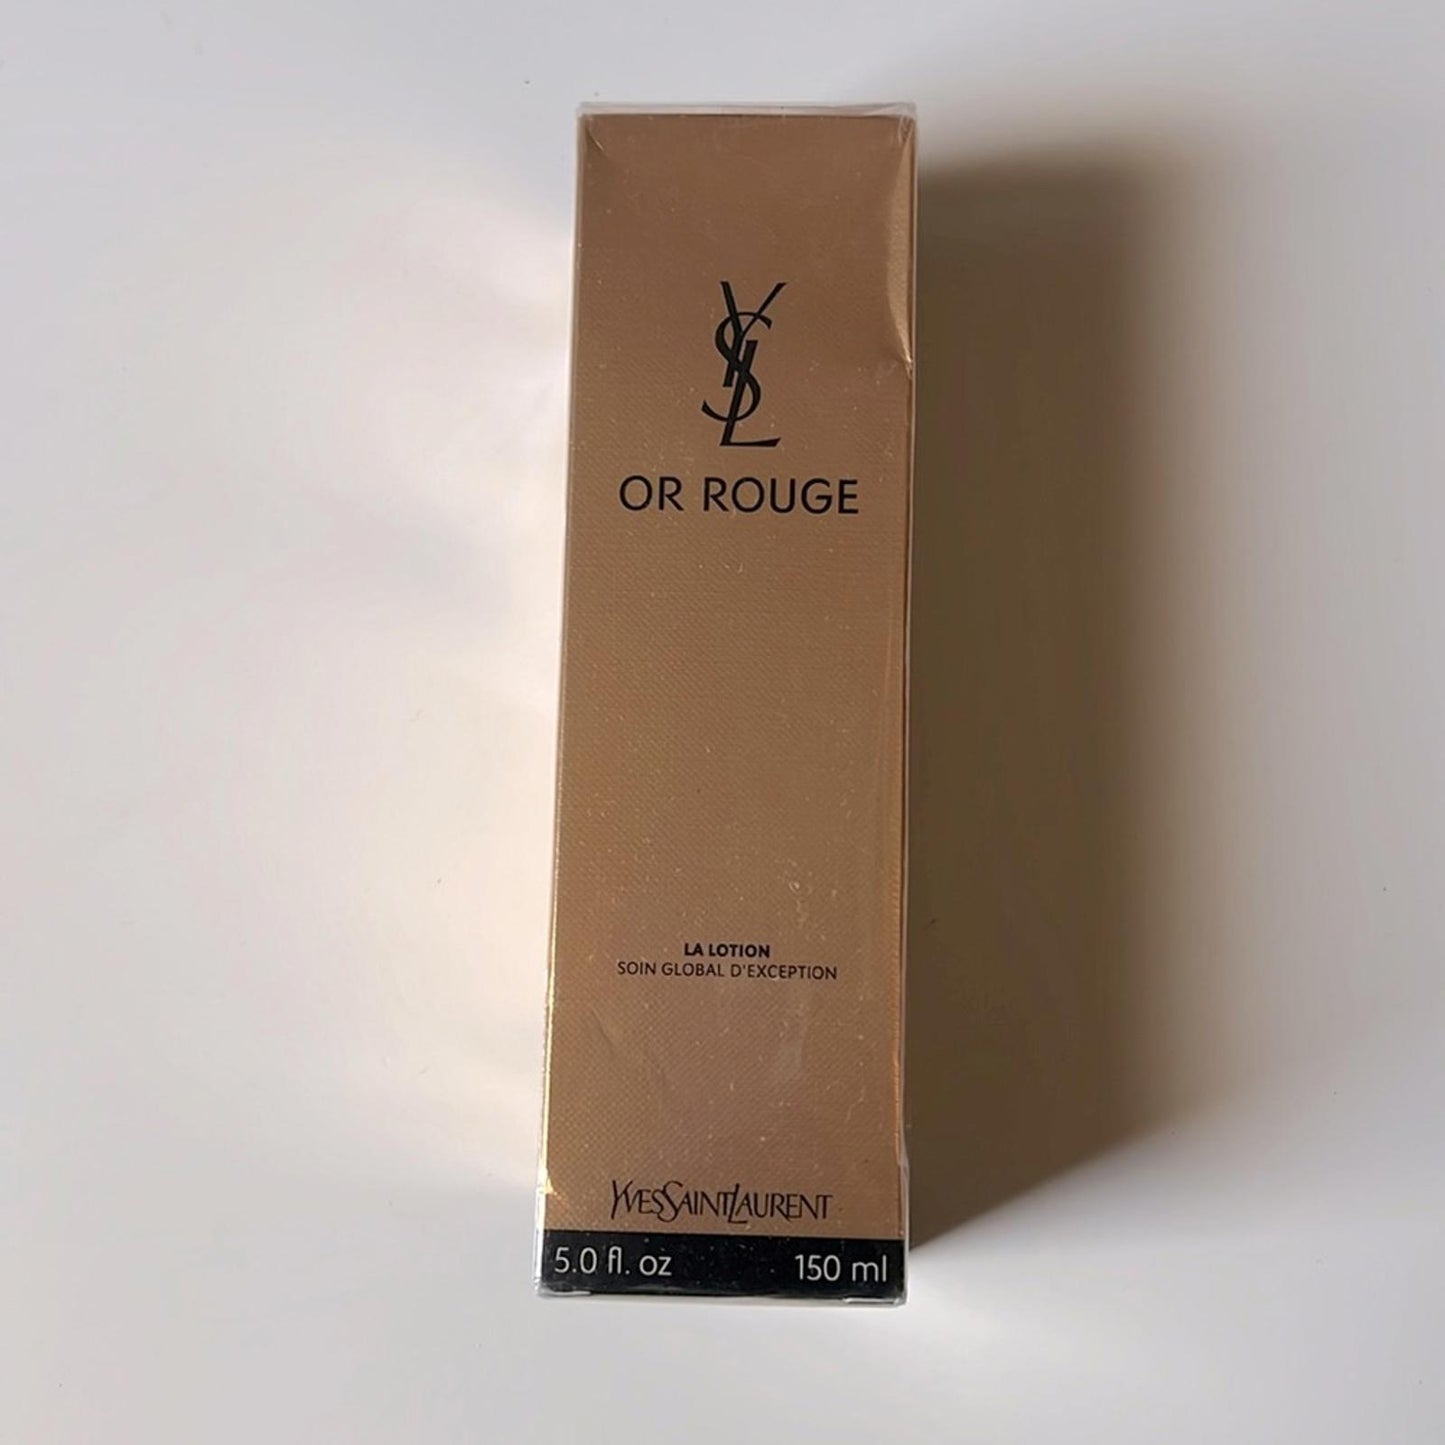 YSL
OR ROUGE
LA LOTION
SOIN GLOBAL D'EXCEPTION
YVESSAINTLAURENT
5.0 fl. oz 150 ml